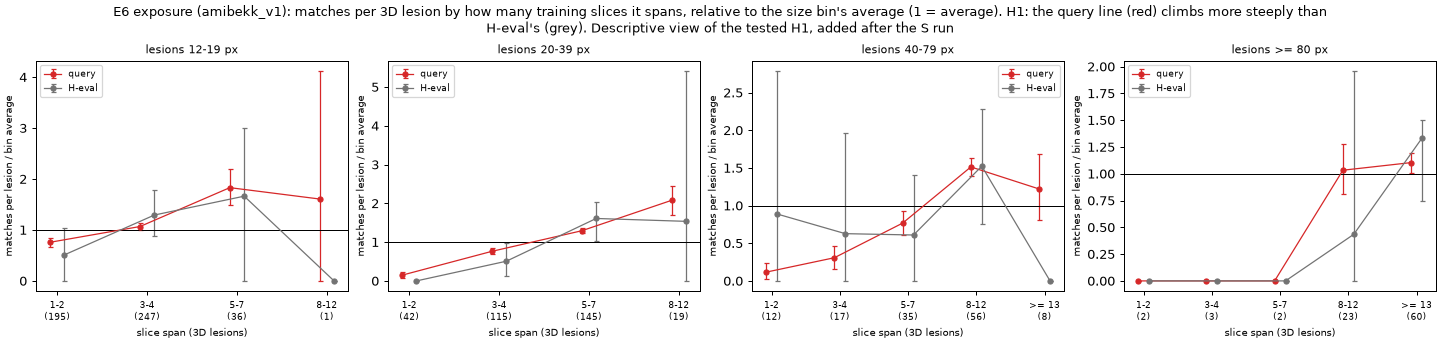 E6 exposure (amibekk_v1): matches per 3D lesion by how many training slices it spans, relative to the size bin's average (1 = average). H1: the query line (red) climbs more steeply than
H-eval's (grey). Descriptive view of the tested H1, added after the S run
lesions 12-19 px
matches per lesion / bin average
4
3
2
1
0
query
H-eval
1-2 3-4 5-7 8-12
(195) (247) (36) (1)
slice span (3D lesions)
lesions 20-39 px
matches per lesion / bin average
5
4
3
2
1
0
query
H-eval
1-2 3-4 5-7 8-12
(42) (115) (145) (19)
slice span (3D lesions)
lesions 40-79 px
matches per lesion / bin average
2.5
2.0
1.5
1.0
0.5
0.0
query
H-eval
1-2 3-4 5-7 8-12 >= 13
(12) (17) (35) (56) (8)
slice span (3D lesions)
lesions >= 80 px
matches per lesion / bin average
2.00
1.75
1.50
1.25
1.00
0.75
0.50
0.25
0.00
query
H-eval
1-2 3-4 5-7 8-12 >= 13
(2) (3) (2) (23) (60)
slice span (3D lesions)